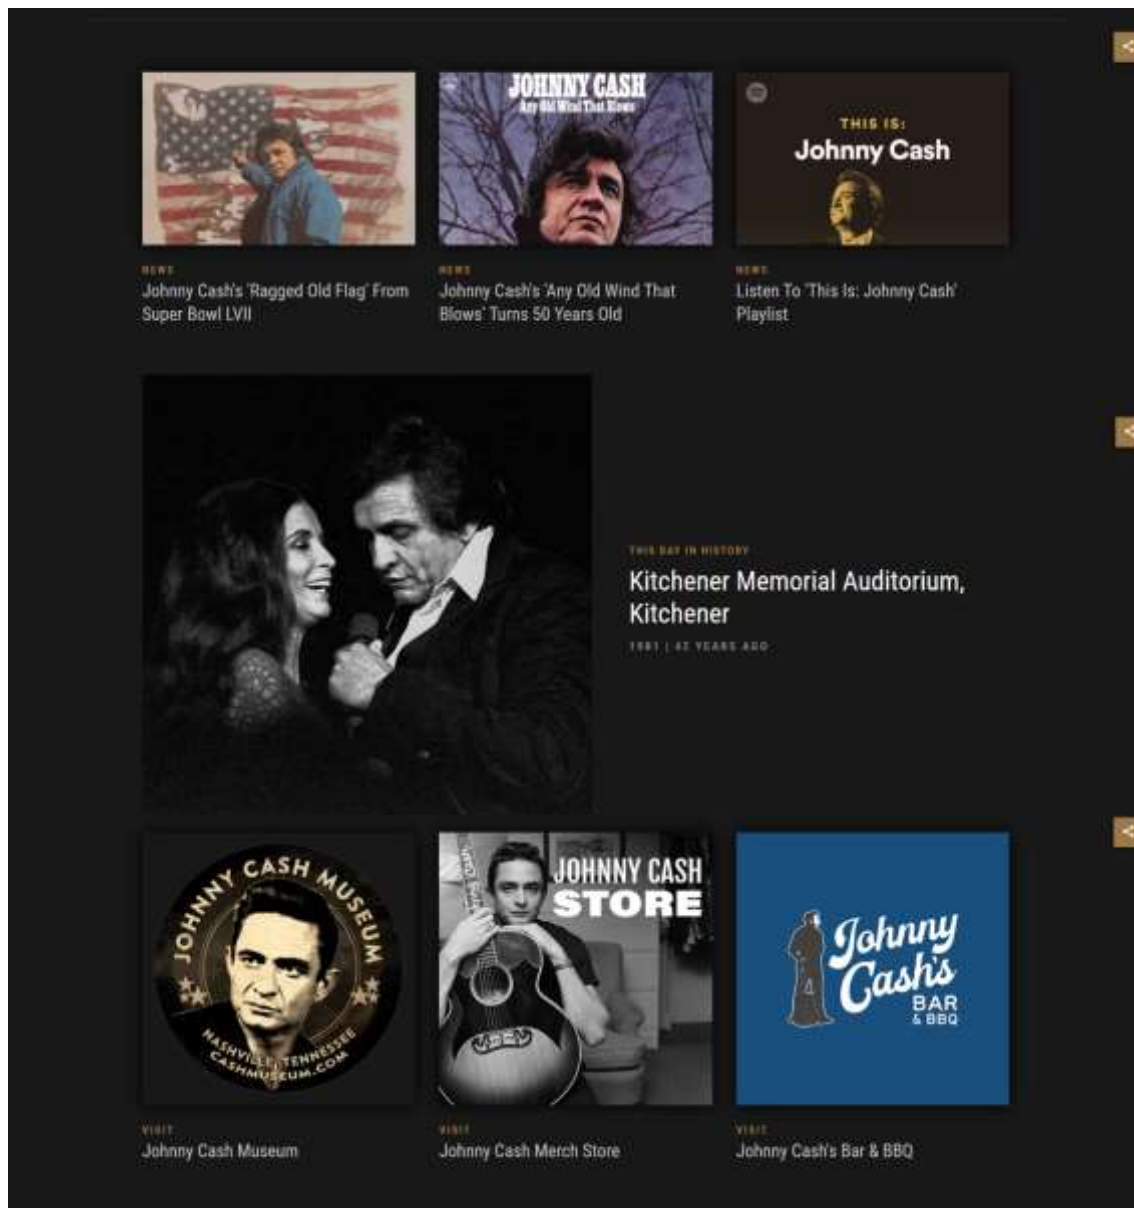 JOHNNY CASH
Any Old Wind That Blows
THIS IS:
Johnny Cash
NEWS
Johnny Cash's 'Ragged Old Flag' From
Super Bowl LVII
NEWS
Johnny Cash's 'Any Old Wind That
Blows' Turns 50 Years Old
NEWS
Listen To 'This Is: Johnny Cash'
Playlist
THIS DAY IN HISTORY
Kitchener Memorial Auditorium,
Kitchener
1981 | 42 YEARS AGO
JOHNNY CASH MUSEUM
NASHVILLE, TENNESSEE
CASHMUSEUM.COM
JOHNNY CASH
STORE
Johnny
Cash's
BAR
& BBQ
VISIT
Johnny Cash Museum
VISIT
Johnny Cash Merch Store
VISIT
Johnny Cash's Bar & BBQ